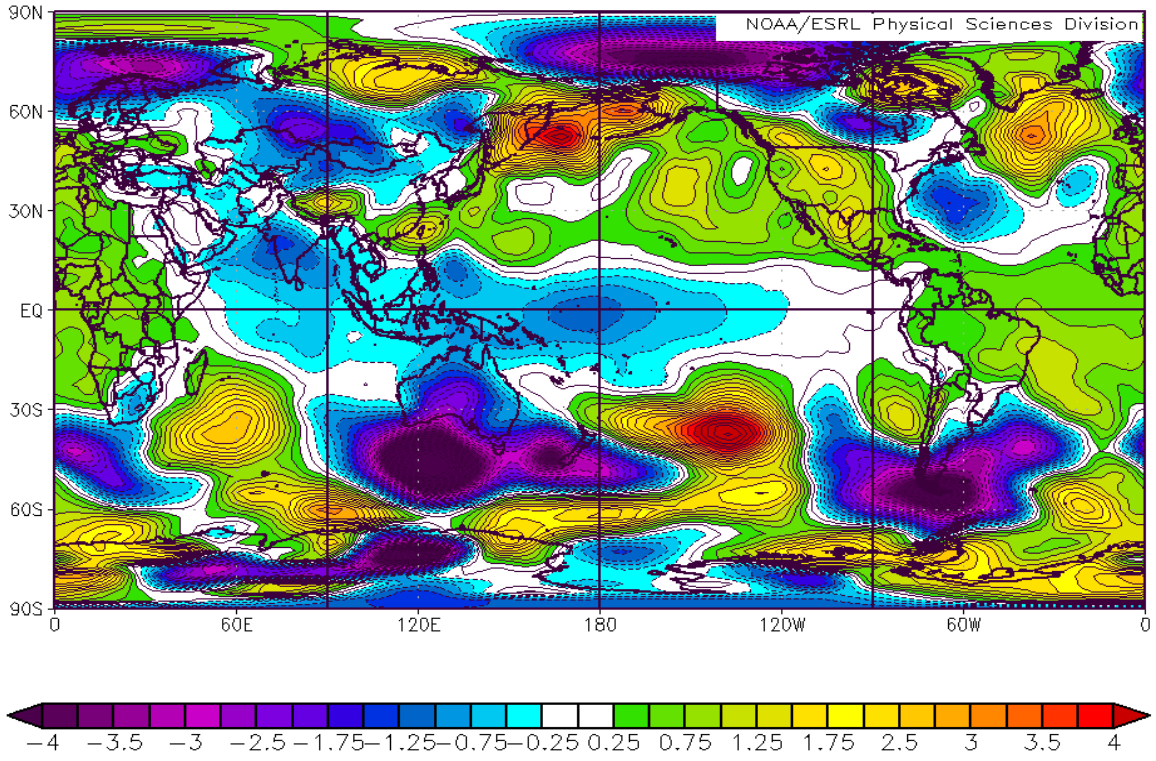 90N
NOAA/ESRL Physical Sciences Division
60N
30N
EQ
30S
60S
90S
0 60E 120E 180 120W 60W 0
-4 -3.5 -3 -2.5 -1.75 -1.25 -0.75 -0.25 0.25 0.75 1.25 1.75 2.5 3 3.5 4